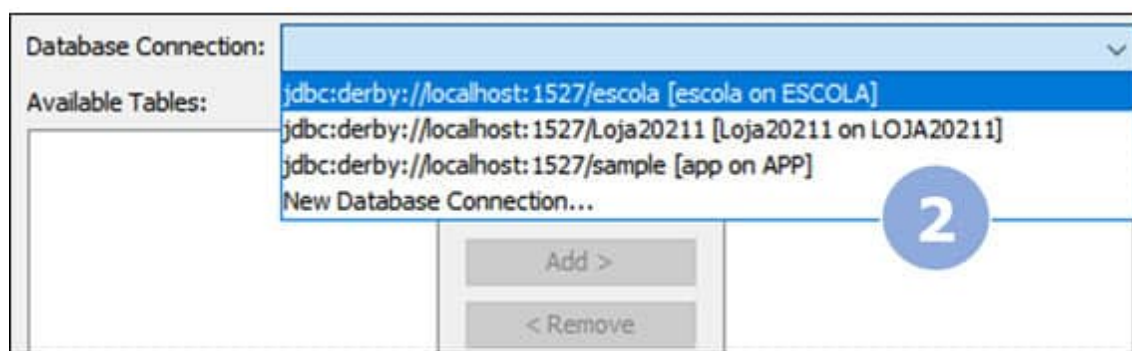 Database Connection:
jdbc:derby://localhost:1527/escola [escola on ESCOLA]
Available Tables:
jdbc:derby://localhost:1527/Loja20211 [Loja20211 on LOJA20211]
jdbc:derby://localhost:1527/sample [app on APP]
New Database Connection...
2
Add >
< Remove